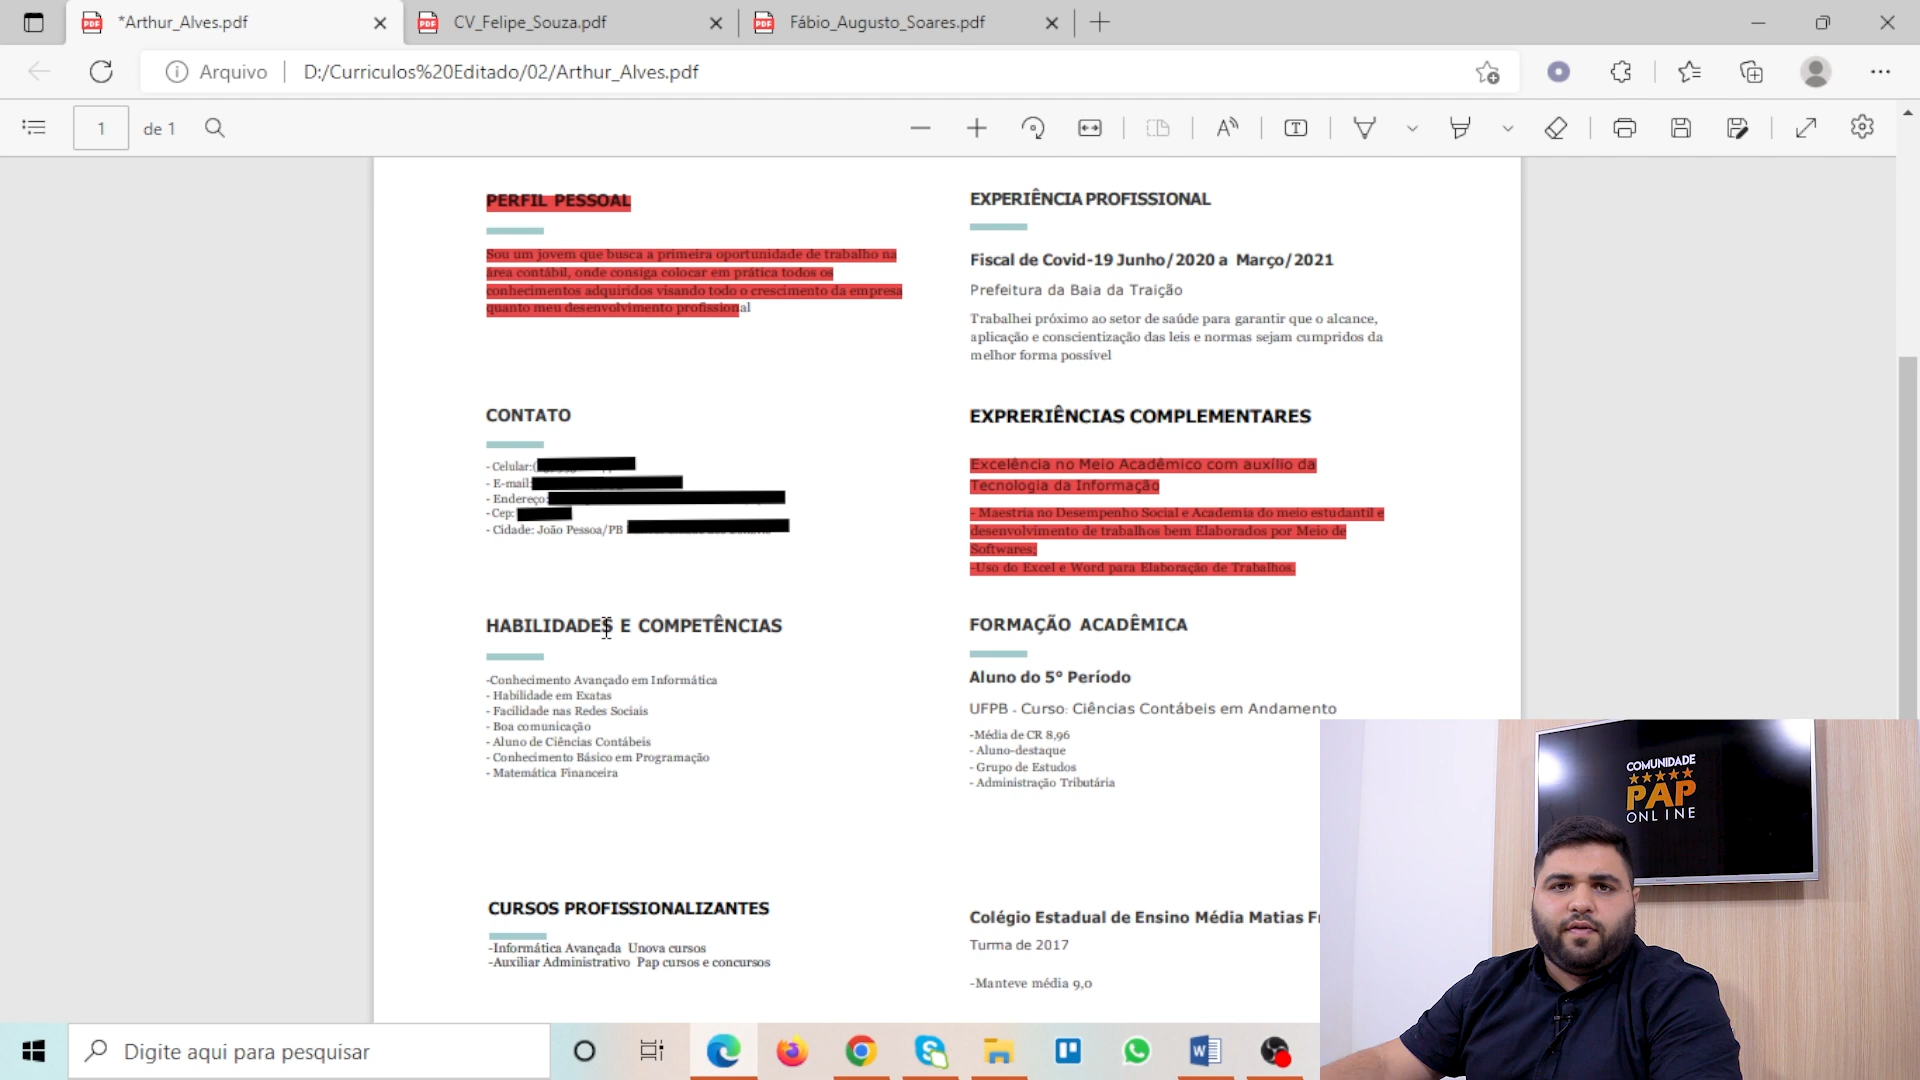 *Arthur_Alves.pdf
CV_Felipe_Souza.pdf
Fábio_Augusto_Soares.pdf
Arquivo
D:/Curriculos%20Editado/02/Arthur_Alves.pdf
1
de 1
PERFIL PESSOAL
Sou um jovem que busca a primeira oportunidade de trabalho na
área contábil, onde consiga colocar em prática todos os
conhecimentos adquiridos visando todo o crescimento da empresa
quanto meu desenvolvimento profissional
CONTATO
- Celular:(
- E-mail:
- Endereço:
- Cep:
- Cidade: João Pessoa/PB
HABILIDADES E COMPETÊNCIAS
-Conhecimento Avançado em Informática
- Habilidade em Exatas
- Facilidade nas Redes Sociais
- Boa comunicação
- Aluno de Ciências Contábeis
- Conhecimento Básico em Programação
- Matemática Financeira
CURSOS PROFISSIONALIZANTES
-Informática Avançada Unova cursos
-Auxiliar Administrativo Pap cursos e concursos
EXPERIÊNCIA PROFISSIONAL
Fiscal de Covid-19 Junho/2020 a Março/2021
Prefeitura da Baia da Traição
Trabalhei próximo ao setor de saúde para garantir que o alcance,
aplicação e conscientização das leis e normas sejam cumpridos da
melhor forma possível
EXPRERIÊNCIAS COMPLEMENTARES
Excelência no Meio Acadêmico com auxílio da
Tecnologia da Informação
- Maestria no Desempenho Social e Academia do meio estudantil e
desenvolvimento de trabalhos bem Elaborados por Meio de
Softwares;
-Uso do Excel e Word para Elaboração de Trabalhos.
FORMAÇÃO ACADÊMICA
Aluno do 5° Período
UFPB - Curso: Ciências Contábeis em Andamento
-Média de CR 8,96
- Aluno-destaque
- Grupo de Estudos
- Administração Tributária
Colégio Estadual de Ensino Média Matias
Turma de 2017
-Manteve média 9,0
COMUNIDADE
PAP
ONLINE
Digite aqui para pesquisar